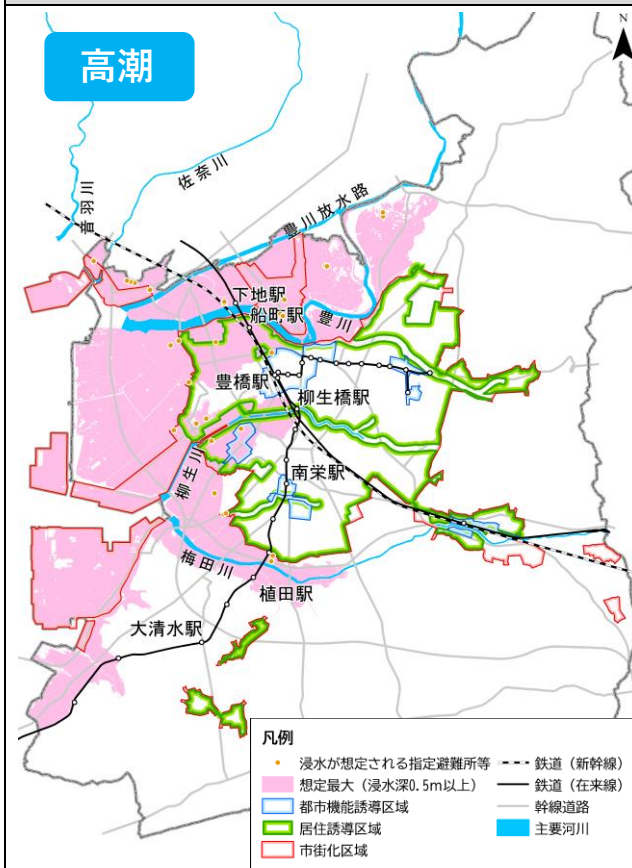 高潮
N
佐奈川
音羽川
豊川放水路
下地駅
船町駅
豊川
豊橋駅
柳生橋駅
柳生川
南栄駅
梅田川
植田駅
大清水駅
凡例
浸水が想定される指定避難所等
鉄道（新幹線）
想定最大（浸水深0.5m以上）
鉄道（在来線）
都市機能誘導区域
幹線道路
居住誘導区域
主要河川
市街化区域